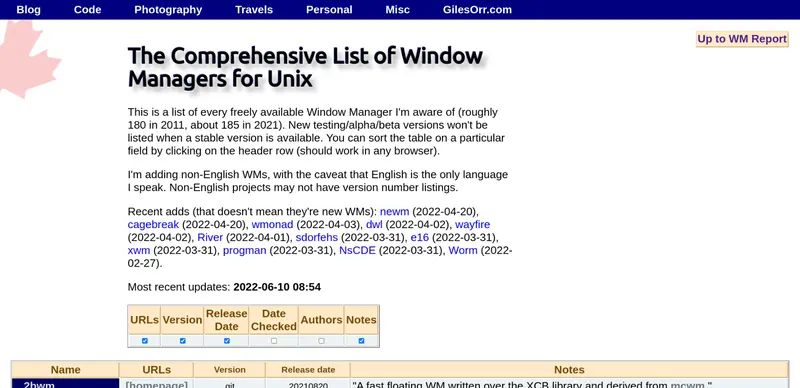 Blog Code Photography Travels Personal Misc GilesOrr.com
Up to WM Report
The Comprehensive List of Window
Managers for Unix
This is a list of every freely available Window Manager I'm aware of (roughly
180 in 2011, about 185 in 2021). New testing/alpha/beta versions won't be
listed when a stable version is available. You can sort the table on a particular
field by clicking on the header row (should work in any browser).
I'm adding non-English WMs, with the caveat that English is the only language
I speak. Non-English projects may not have version number listings.
Recent adds (that doesn't mean they're new WMs): newm (2022-04-20),
cagebreak (2022-04-20), wmonad (2022-04-03), dwl (2022-04-02), wayfire
(2022-04-02), River (2022-04-01), sdorfehs (2022-03-31), e16 (2022-03-31),
xwm (2022-03-31), progman (2022-03-31), NsCDE (2022-03-31), Worm (2022-
02-27).
Most recent updates: 2022-06-10 08:54
URLs Version Release Date Date Checked Authors Notes
Name URLs Version Release date Notes
2bwm [homepage] git 20210820 "A fast floating WM written over the XCB library and derived from mcwm."